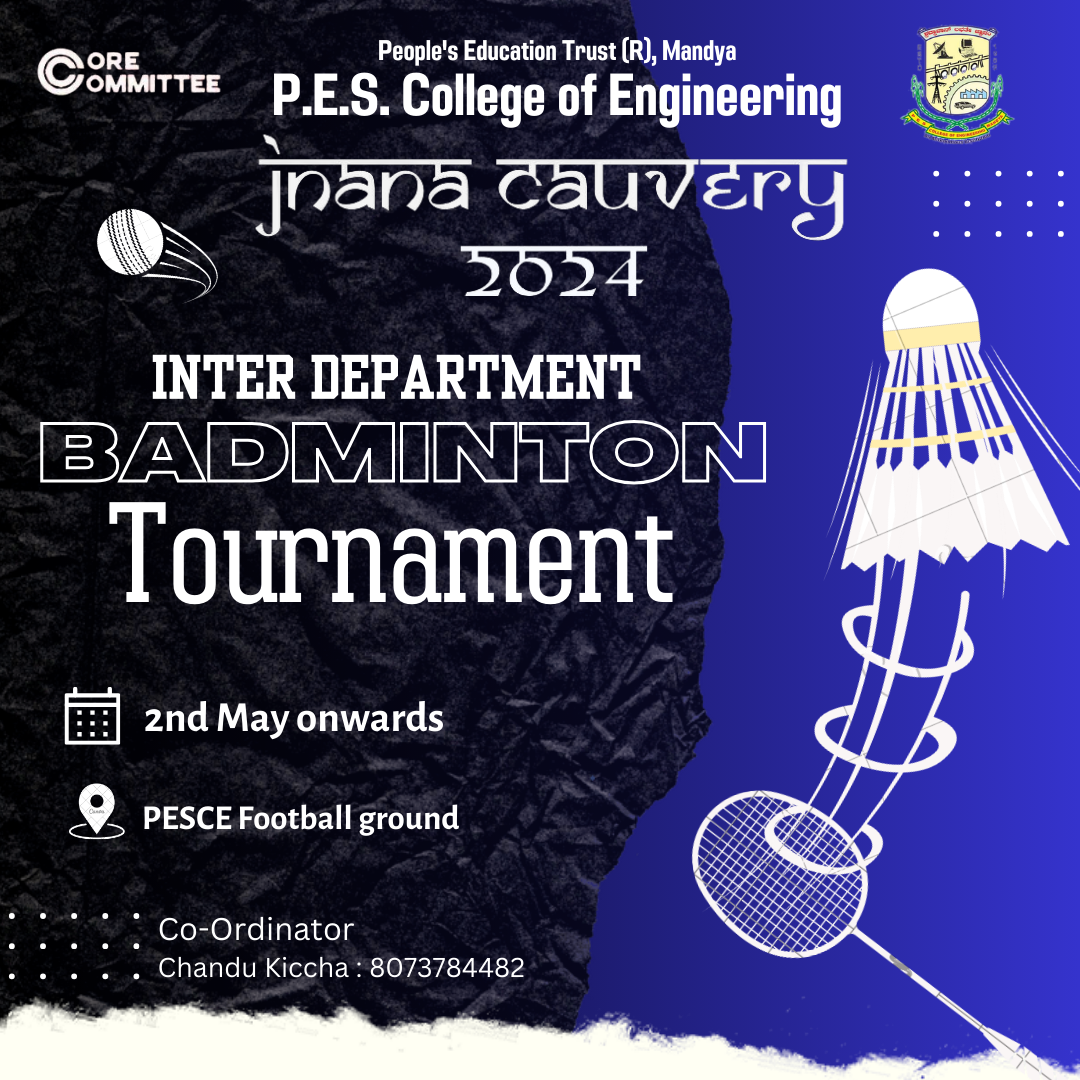 CORE
COMMITTEE
People's Education Trust (R), Mandya
P.E.S. College of Engineering
jnana cauvery
2024
INTER DEPARTMENT
BADMINTON
Tournament
2nd May onwards
PESCE Football ground
Co-Ordinator
Chandu Kiccha : 8073784482